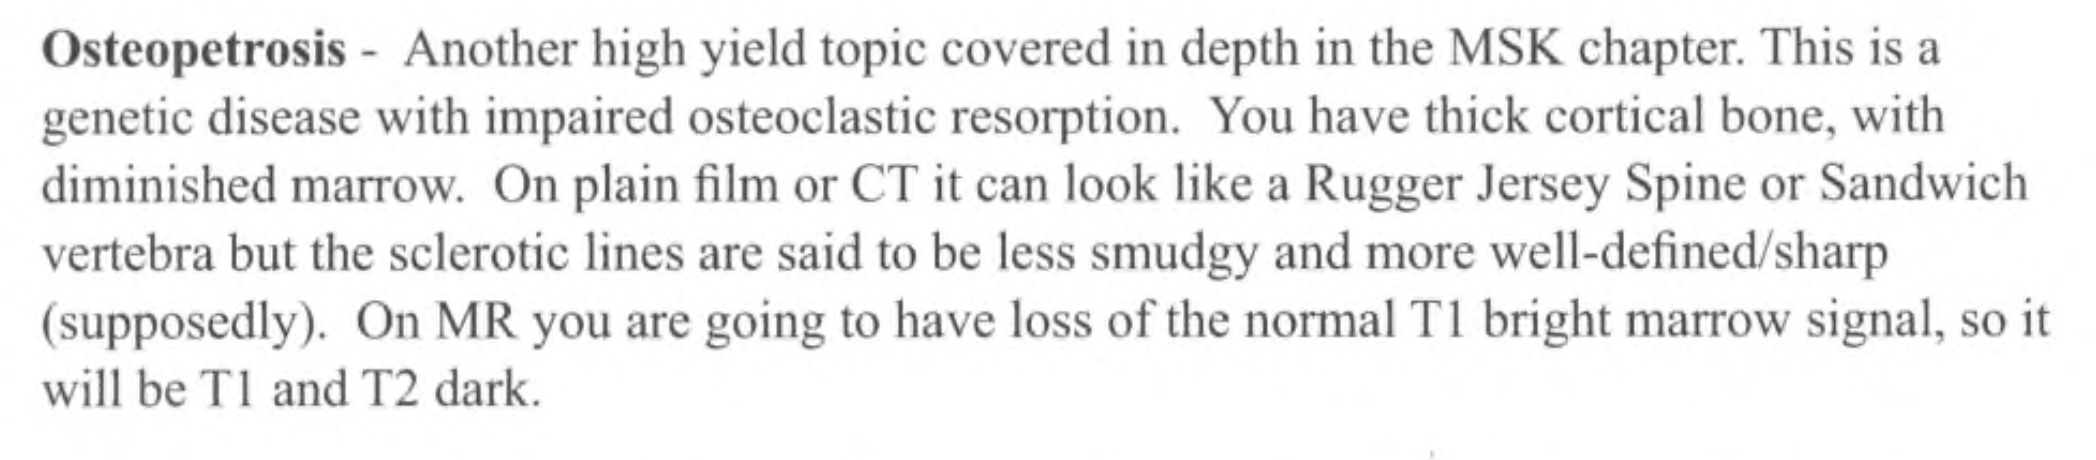 Osteopetrosis - Another high yield topic covered in depth in the MSK chapter. This is a
genetic disease with impaired osteoclastic resorption. You have thick cortical bone, with
diminished marrow. On plain film or CT it can look like a Rugger Jersey Spine or Sandwich
vertebra but the sclerotic lines are said to be less smudgy and more well-defined/sharp
(supposedly). On MR you are going to have loss of the normal T1 bright marrow signal, so it
will be T1 and T2 dark.